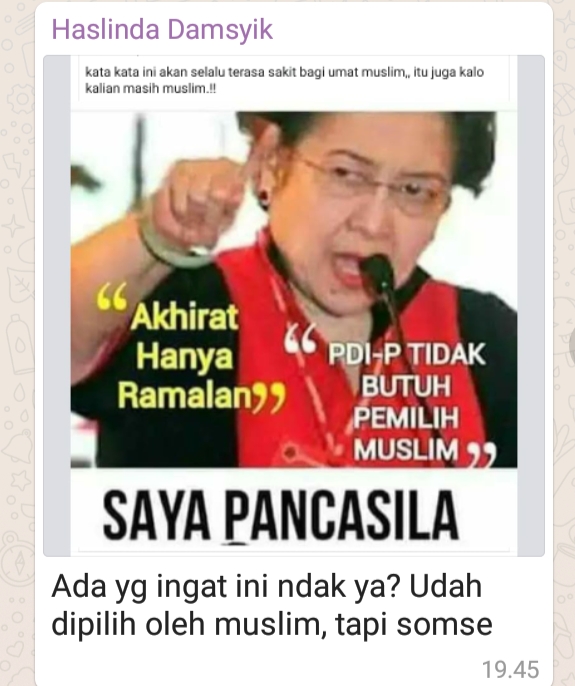 Haslinda Damsyik
kata kata ini akan selalu terasa sakit bagi umat muslim,, itu juga kalo
kalian masih muslim.!!
“Akhirat
Hanya
Ramalan”
“PDI-P TIDAK
BUTUH
PEMILIH
MUSLIM”
SAYA PANCASILA
Ada yg ingat ini ndak ya? Udah
dipilih oleh muslim, tapi somse
19.45